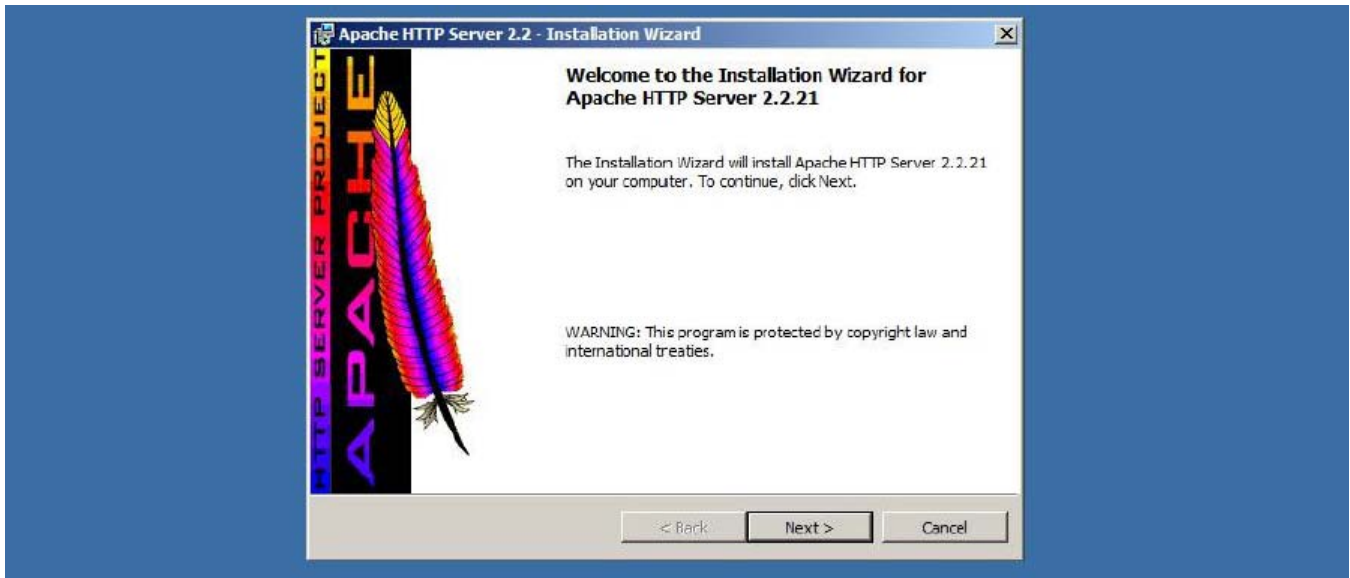 Apache HTTP Server 2.2 - Installation Wizard
HTTP SERVER PROJECT
APACHE
Welcome to the Installation Wizard for
Apache HTTP Server 2.2.21
The Installation Wizard will install Apache HTTP Server 2.2.21
on your computer. To continue, click Next.
WARNING: This program is protected by copyright law and
international treaties.
< Back Next > Cancel